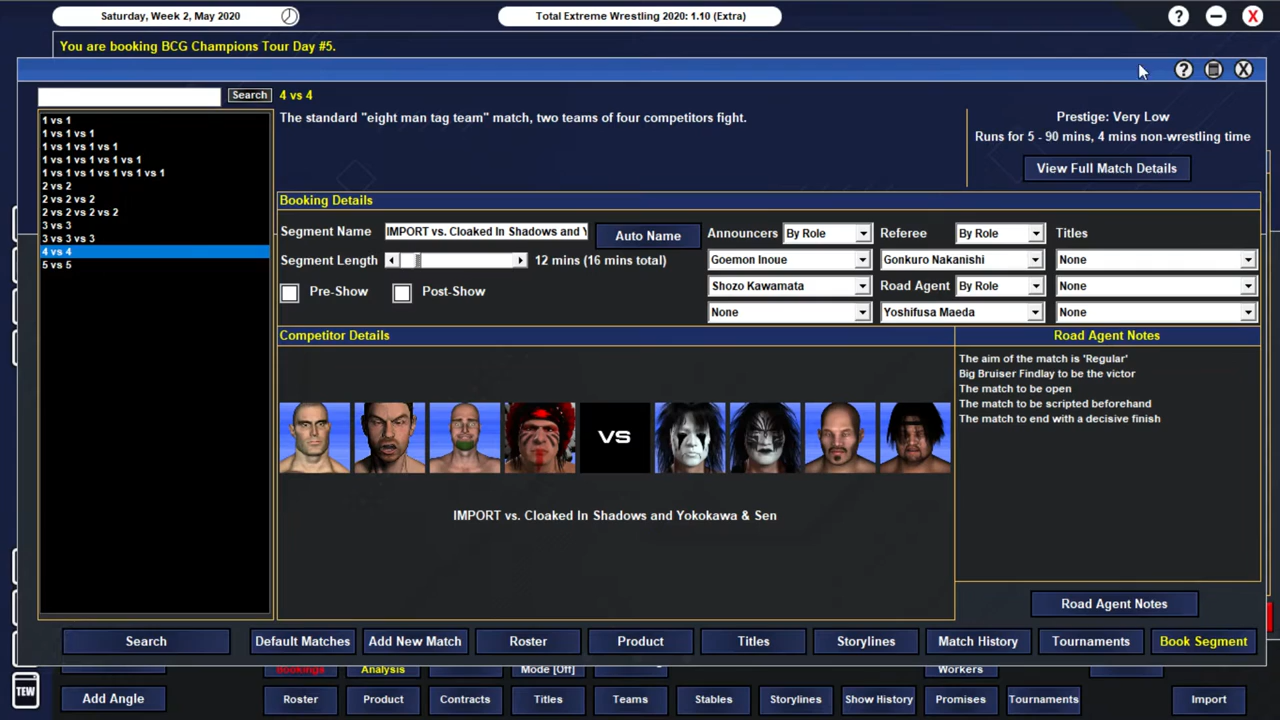 Saturday, Week 2, May 2020
Total Extreme Wrestling 2020: 1.10 (Extra)
? X
You are booking BCG Champions Tour Day #5.
? X
Search
4 vs 4
1 vs 1
1 vs 1 vs 1
1 vs 1 vs 1 vs 1
1 vs 1 vs 1 vs 1 vs 1
1 vs 1 vs 1 vs 1 vs 1 vs 1
2 vs 2
2 vs 2 vs 2
2 vs 2 vs 2 vs 2
3 vs 3
3 vs 3 vs 3
4 vs 4
5 vs 5
The standard "eight man tag team" match, two teams of four competitors fight.
Prestige: Very Low
Runs for 5 - 90 mins, 4 mins non-wrestling time
View Full Match Details
Booking Details
Segment Name IMPORT vs. Cloaked In Shadows and Auto Name
Segment Length 12 mins (16 mins total)
Pre-Show Post-Show
Announcers By Role
Goemon Inoue
Shozo Kawamata
None
Referee By Role
Gonkuro Nakanishi
Road Agent By Role
Yoshifusa Maeda
Titles
None
None
None
Competitor Details
VS
IMPORT vs. Cloaked In Shadows and Yokokawa & Sen
Road Agent Notes
The aim of the match is 'Regular'
Big Bruiser Findlay to be the victor
The match to be open
The match to be scripted beforehand
The match to end with a decisive finish
Road Agent Notes
Search Default Matches Add New Match Roster Product Titles Storylines Match History Tournaments Book Segment
Bookings Analysis Mode [Off] Workers
TEW Add Angle Roster Product Contracts Titles Teams Stables Storylines Show History Promises Tournaments Import